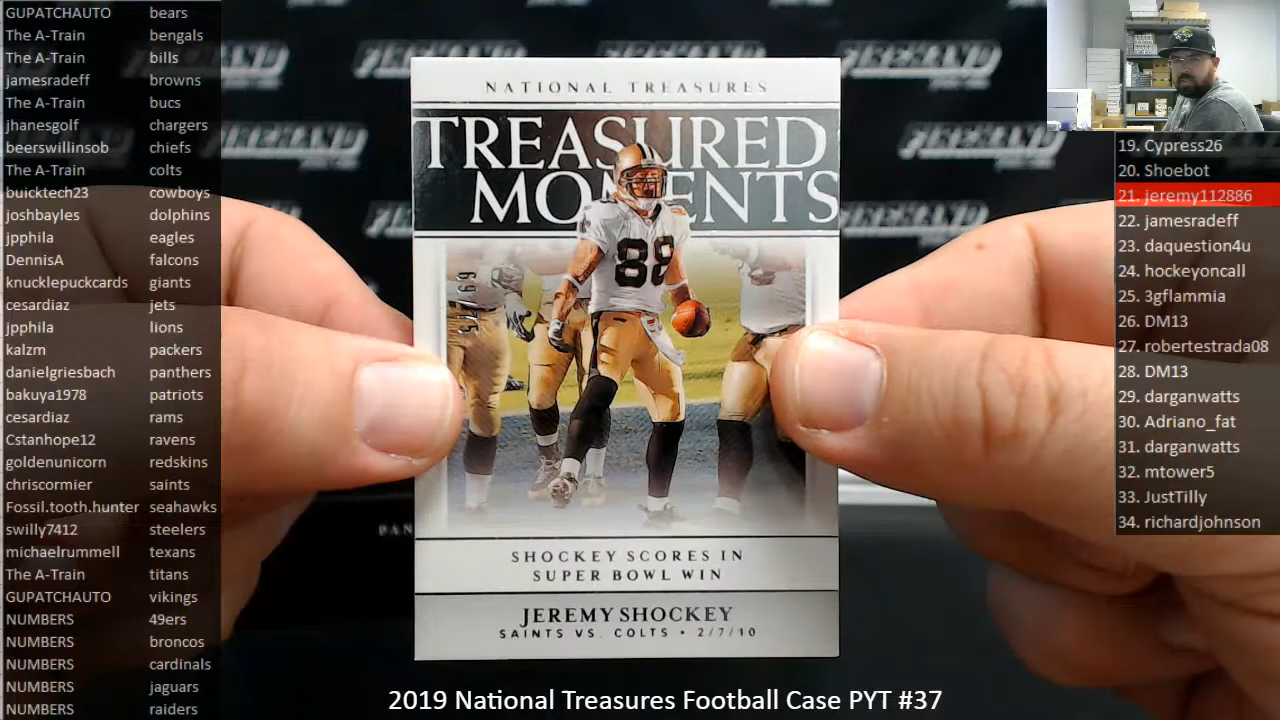 GUPATCHAUTO bears
The A-Train bengals
The A-Train bills
jamesradeff browns
The A-Train bucs
jhanesgolf chargers
beerswillinsob chiefs
The A-Train colts
buicktech23 cowboys
joshbayles dolphins
jpphila eagles
DennisA falcons
knucklepuckcards giants
cesardiaz jets
jpphila lions
kalzm packers
danielgriesbach panthers
bakuya1978 patriots
cesardiaz rams
Cstanhope12 ravens
goldenunicorn redskins
chriscormier saints
Fossil.tooth.hunter seahawks
swilly7412 steelers
michaelrummell texans
The A-Train titans
GUPATCHAUTO vikings
NUMBERS 49ers
NUMBERS broncos
NUMBERS cardinals
NUMBERS jaguars
NUMBERS raiders
NATIONAL TREASURES
TREASURED
MOMENTS
88
SHOCKEY SCORES IN
SUPER BOWL WIN
JEREMY SHOCKEY
SAINTS VS. COLTS • 2/7/10
19. Cypress26
20. Shoebot
21. jeremy112886
22. jamesradeff
23. daquestion4u
24. hockeyoncall
25. 3gflammia
26. DM13
27. robertestrada08
28. DM13
29. darganwatts
30. Adriano_fat
31. darganwatts
32. mtower5
33. JustTilly
34. richardjohnson
2019 National Treasures Football Case PYT #37